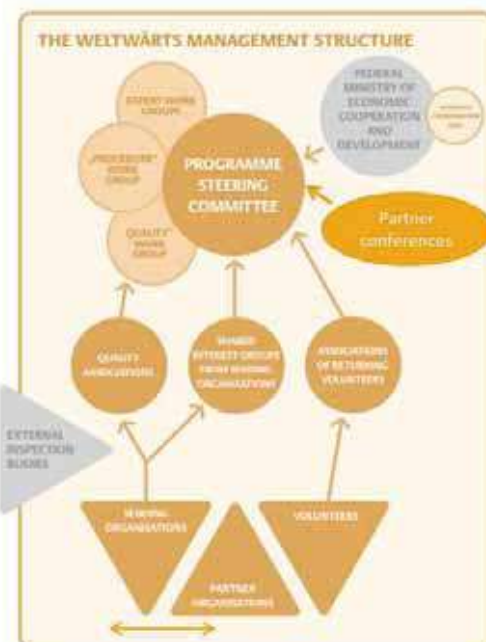 THE WELTWÄRTS MANAGEMENT STRUCTURE
EXPERT WORK
GROUPS
„PROCEDURE“
WORK
GROUP
QUALITY"
WORK
GROUP
PROGRAMME
STEERING
COMMITTEE
FEDERAL
MINISTRY OF
ECONOMIC
COOPERATION
AND
DEVELOPMENT
Partner
conferences
QUALITY
ASSOCIATIONS
SHARED
INTEREST GROUPS
FROM SENDING
ORGANISATIONS
ASSOCIATIONS
OF RETURNING
VOLUNTEERS
EXTERNAL
INSPECTION
BODIES
SENDING
ORGANISATIONS
PARTNER
ORGANISATIONS
VOLUNTEERS